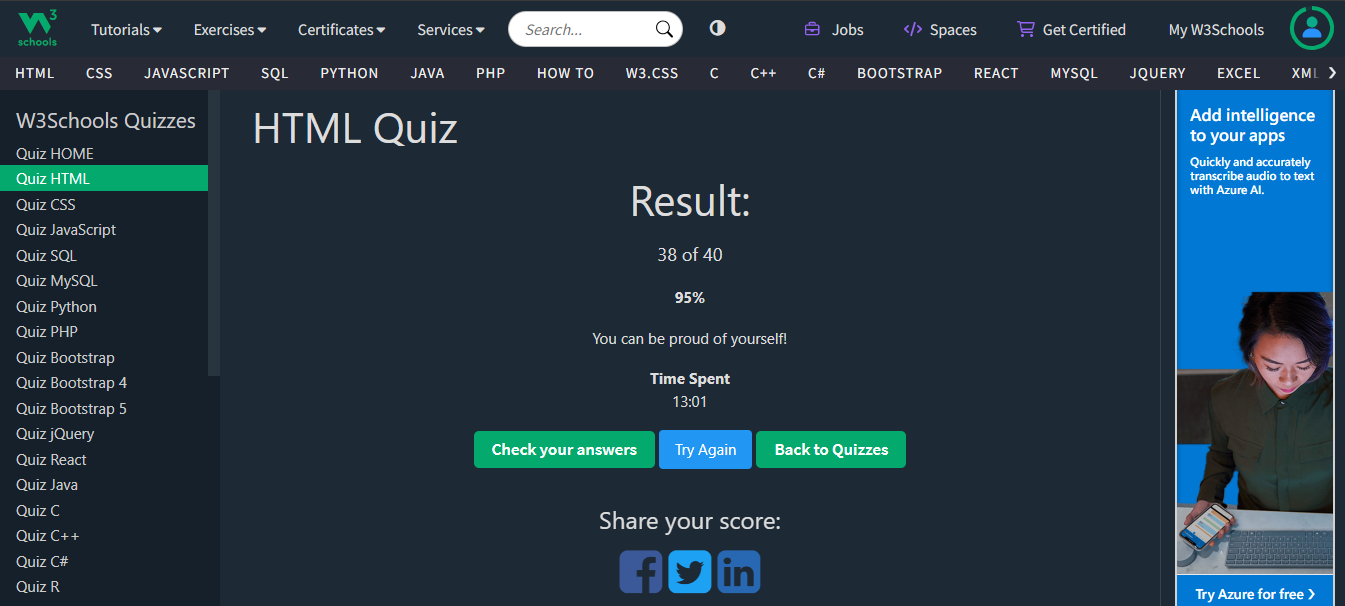 W3
schools
Tutorials
Exercises
Certificates
Services
Search...
Jobs
Spaces
Get Certified
My W3Schools
HTML CSS JAVASCRIPT SQL PYTHON JAVA PHP HOW TO W3.CSS C C++ C# BOOTSTRAP REACT MYSQL JQUERY EXCEL XML
W3Schools Quizzes
Quiz HOME
Quiz HTML
Quiz CSS
Quiz JavaScript
Quiz SQL
Quiz MySQL
Quiz Python
Quiz PHP
Quiz Bootstrap
Quiz Bootstrap 4
Quiz Bootstrap 5
Quiz jQuery
Quiz React
Quiz Java
Quiz C
Quiz C++
Quiz C#
Quiz R
HTML Quiz
Result:
38 of 40
95%
You can be proud of yourself!
Time Spent
13:01
Check your answers
Try Again
Back to Quizzes
Share your score:
f
in
Add intelligence
to your apps
Quickly and accurately
transcribe audio to text
with Azure AI.
Try Azure for free